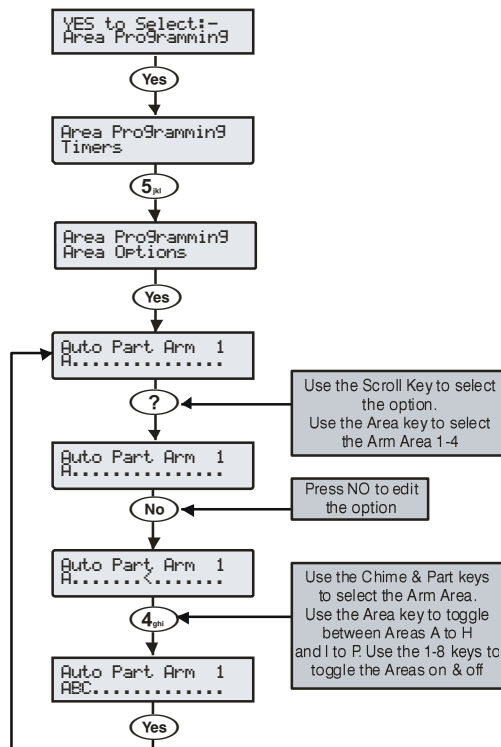 YES to Select:-
Area Programming
Yes
Area Programming
Timers
5jkl
Area Programming
Area Options
Yes
Auto Part Arm 1
A...............
?
Use the Scroll Key to select
the option.
Use the Area key to select
the Arm Area 1-4
Auto Part Arm 1
A...............
No
Press NO to edit
the option
Auto Part Arm 1
A.......<.......
4ghi
Use the Chime & Part keys
to select the Arm Area.
Use the Area key to toggle
between Areas A to H
and I to P. Use the 1-8 keys to
toggle the Areas on & off
Auto Part Arm 1
ABC.............
Yes